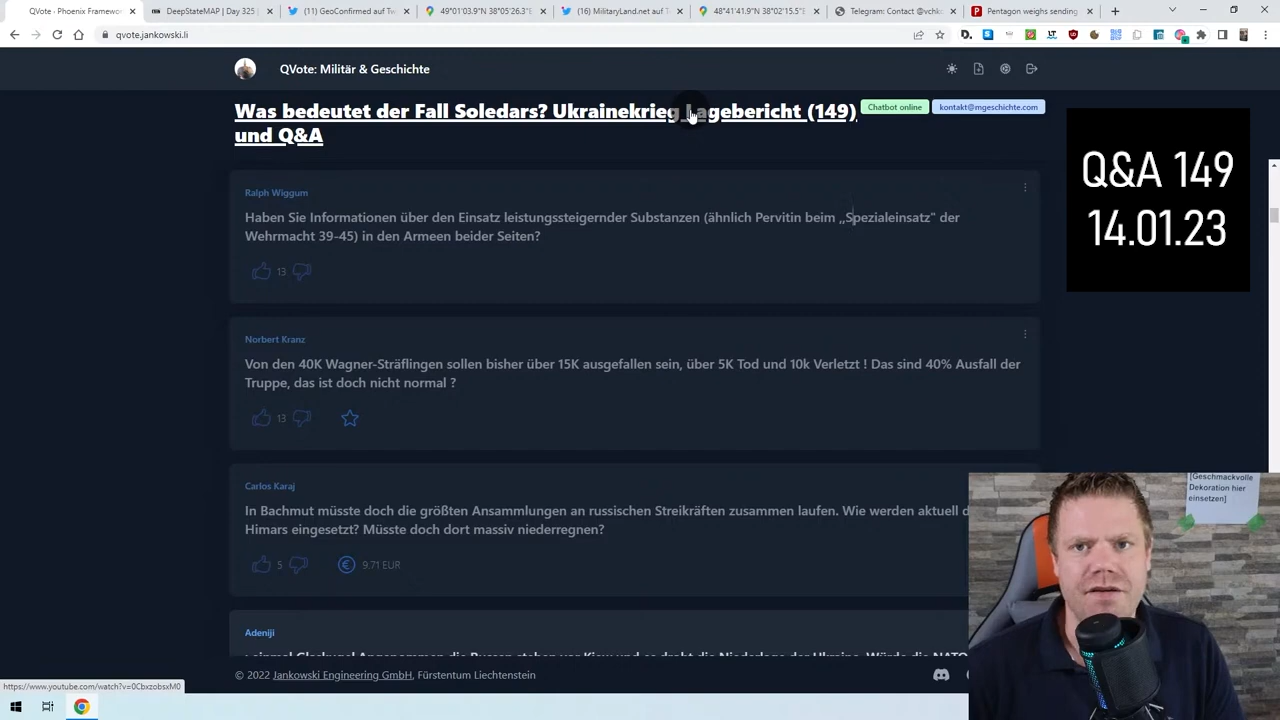 QVote · Phoenix Framewor
DeepStateMAP | Day 325 |
(11) GeoConfirmed auf Tw
49°01'03.9"N 38°05'26.3"E
(16) MilitaryLand.net auf T
48°41'41.9"N 38°02'15.5"E
Telegram: Contact @vchk
Pentagon weighs sending
qvote.jankowski.li
QVote: Militär & Geschichte
Was bedeutet der Fall Soledars? Ukrainekrieg Lagebericht (149)
und Q&A
Chatbot online
kontakt@mgeschichte.com
Q&A 149
14.01.23
Ralph Wiggum
Haben Sie Informationen über den Einsatz leistungssteigernder Substanzen (ähnlich Pervitin beim ,,Spezialeinsatz" der
Wehrmacht 39-45) in den Armeen beider Seiten?
13
Norbert Kranz
Von den 40K Wagner-Sträflingen sollen bisher über 15K ausgefallen sein, über 5K Tod und 10k Verletzt ! Das sind 40% Ausfall der
Truppe, das ist doch nicht normal ?
13
Carlos Karaj
In Bachmut müsste doch die größten Ansammlungen an russischen Streikräften zusammen laufen. Wie werden aktuell d
Himars eingesetzt? Müsste doch dort massiv niederregnen?
5
9.71 EUR
[Geschmackvolle
Dekoration hier
einsetzen]
Adeniji
© 2022 Jankowski Engineering GmbH, Fürstentum Liechtenstein
https://www.youtube.com/watch?v=0CbxzobsxM0